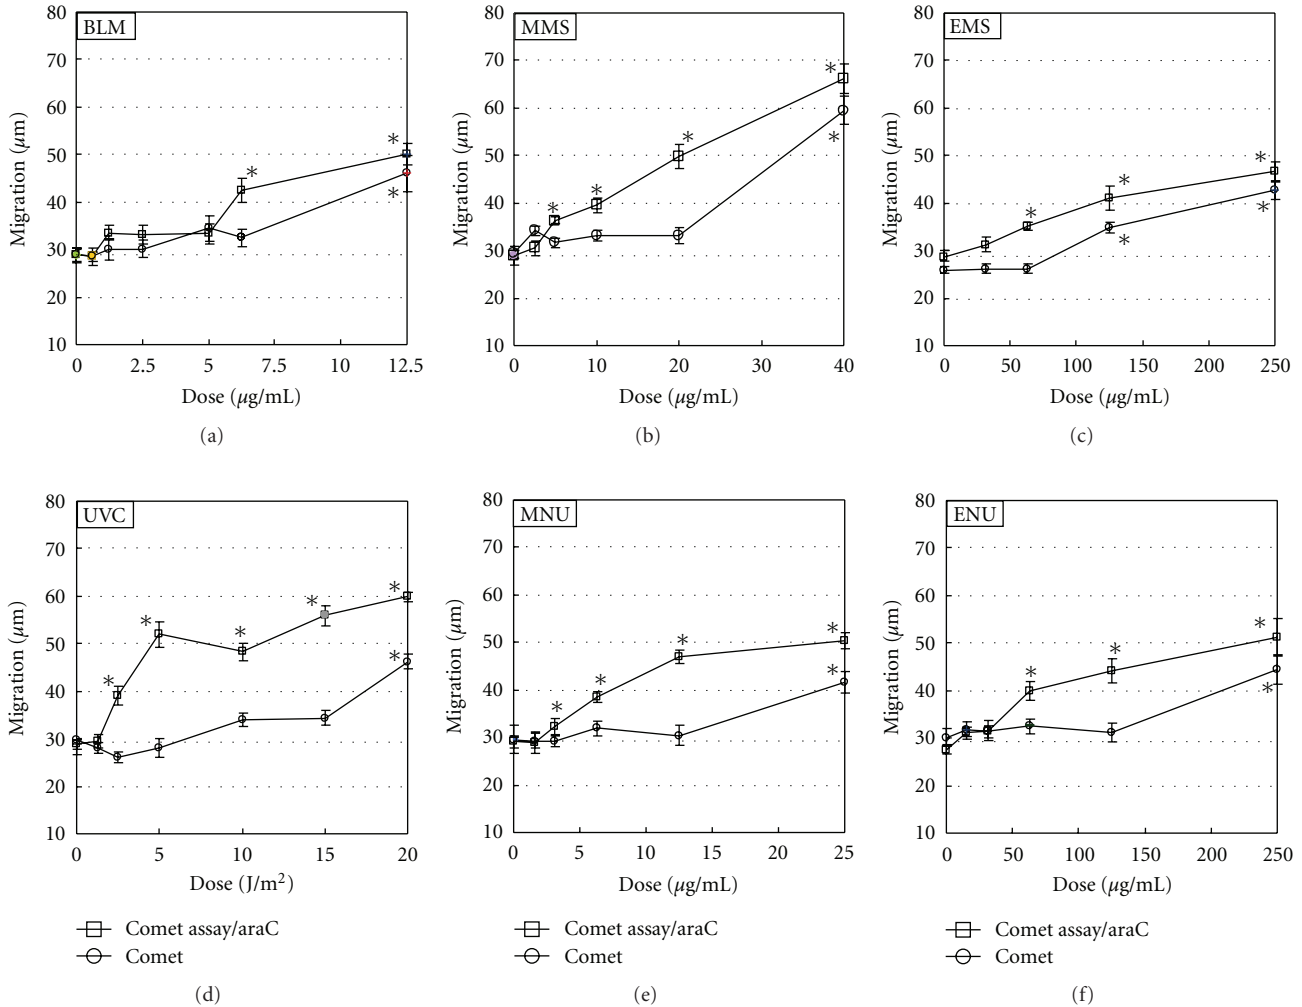 BLM
80
70
60
50
40
30
20
10
Migration (μm)
* * *
0 2.5 5 7.5 10 12.5
Dose (μg/mL)
(a)
MMS
80
70
60
50
40
30
20
10
Migration (μm)
* * * * *
0 10 20 30 40
Dose (μg/mL)
(b)
EMS
80
70
60
50
40
30
20
10
Migration (μm)
* * * * *
0 50 100 150 200 250
Dose (μg/mL)
(c)
UVC
80
70
60
50
40
30
20
10
Migration (μm)
* * * * * *
0 5 10 15 20
Dose (J/m²)
Comet assay/araC
Comet
(d)
MNU
80
70
60
50
40
30
20
10
Migration (μm)
* * * * *
0 5 10 15 20 25
Dose (μg/mL)
Comet assay/araC
Comet
(e)
ENU
80
70
60
50
40
30
20
10
Migration (μm)
* * * *
0 50 100 150 200 250
Dose (μg/mL)
Comet assay/araC
Comet
(f)